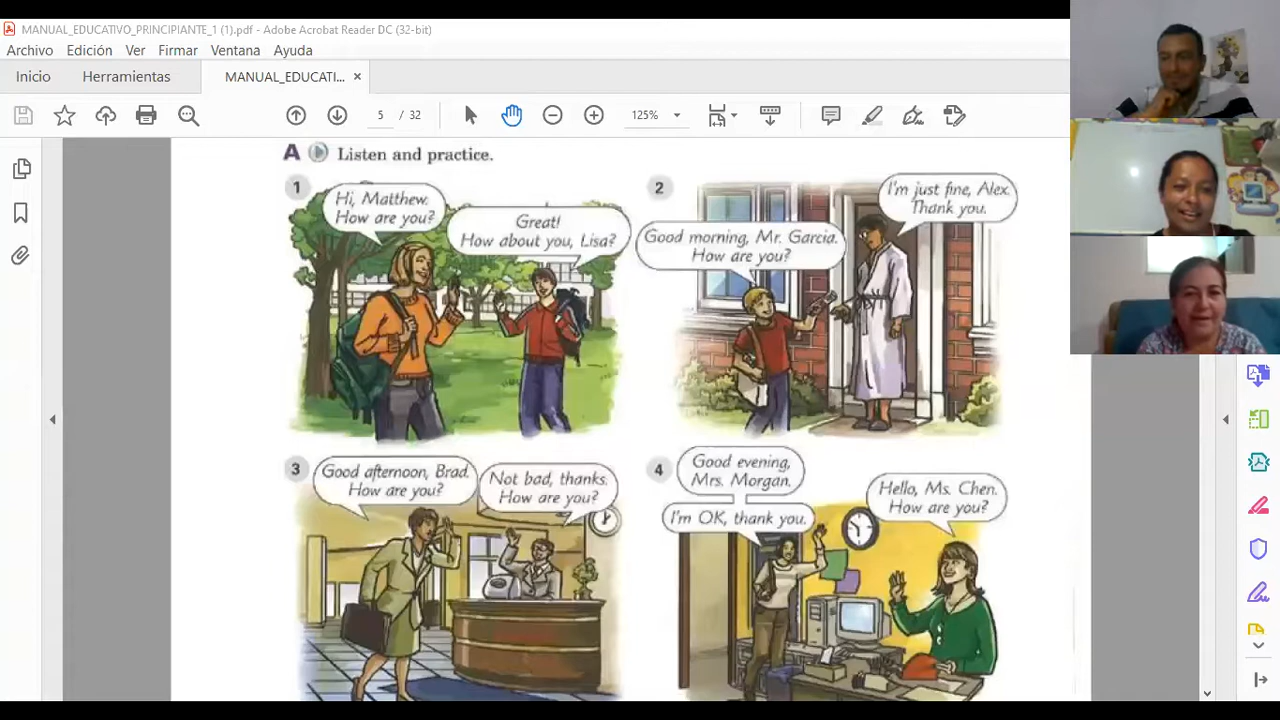 MANUAL_EDUCATIVO_PRINCIPIANTE_1 (1).pdf - Adobe Acrobat Reader DC (32-bit)
Archivo Edición Ver Firmar Ventana Ayuda
Inicio Herramientas MANUAL_EDUCATI... ×
5 / 32 125%
A Listen and practice.
1
Hi, Matthew.
How are you?
Great!
How about you, Lisa?
2
Good morning, Mr. Garcia.
How are you?
I'm just fine, Alex.
Thank you.
3
Good afternoon, Brad.
How are you?
Not bad, thanks.
How are you?
4
Good evening,
Mrs. Morgan.
Hello, Ms. Chen.
How are you?
I'm OK, thank you.